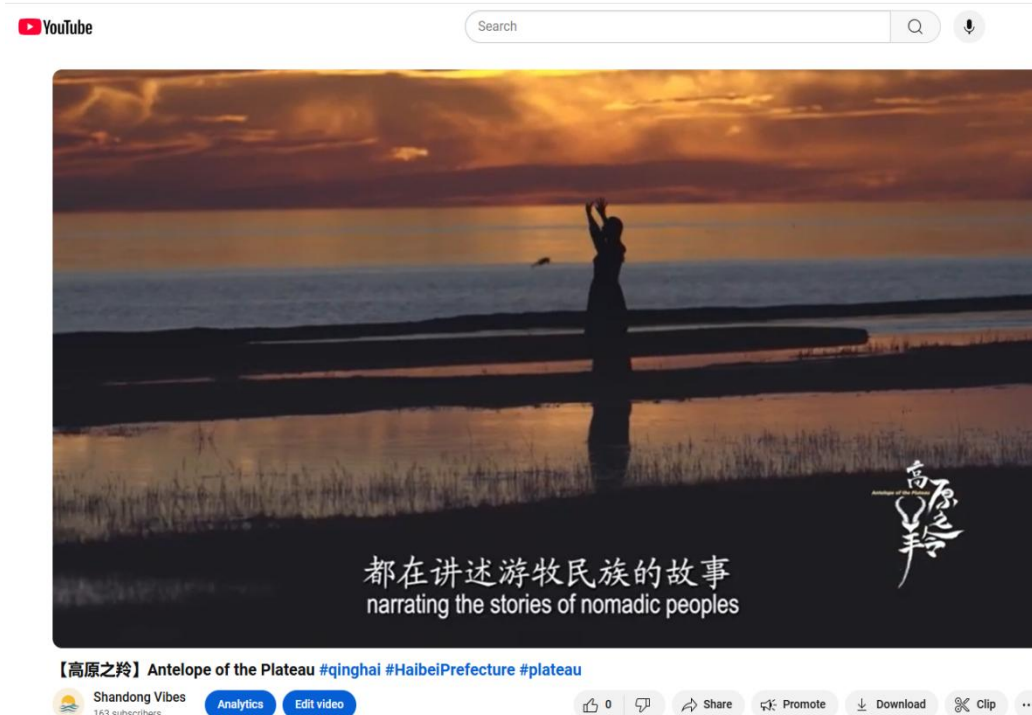 YouTube
Search
高原之羚
Antelope of the Plateau
都在讲述游牧民族的故事
narrating the stories of nomadic peoples
【高原之羚】Antelope of the Plateau #qinghai #HaibeiPrefecture #plateau
Shandong Vibes
163 subscribers
Analytics
Edit video
0
Share
Promote
Download
Clip